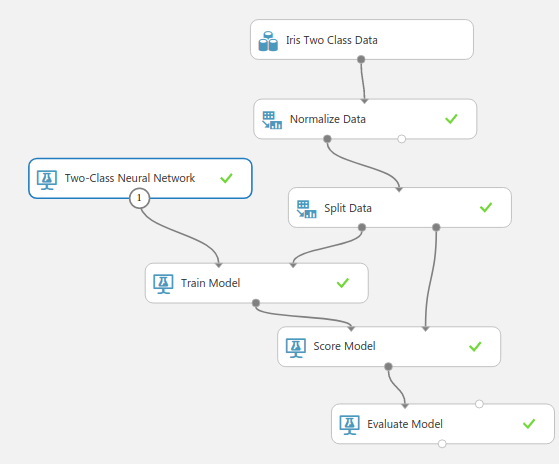 Iris Two Class Data
Normalize Data
Two-Class Neural Network
1
Split Data
Train Model
Score Model
Evaluate Model